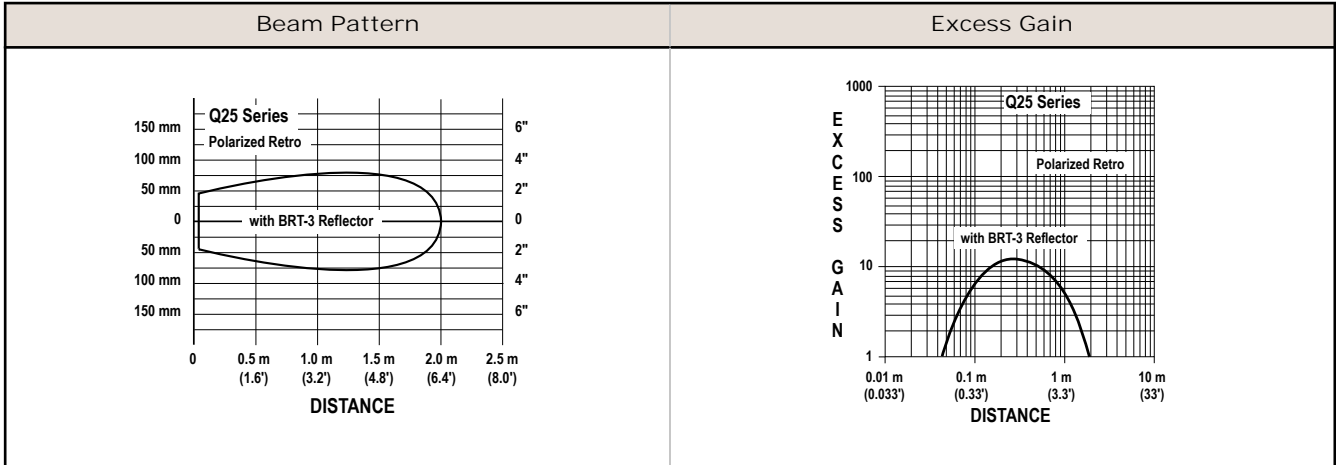 Beam Pattern
Excess Gain
Q25 Series
Polarized Retro
150 mm
100 mm
50 mm
0
50 mm
100 mm
150 mm
6"
4"
2"
0
2"
4"
6"
with BRT-3 Reflector
0 0.5 m 1.0 m 1.5 m 2.0 m 2.5 m
(1.6') (3.2') (4.8') (6.4') (8.0')
DISTANCE
EXCESS GAIN
1000
100
10
1
Q25 Series
Polarized Retro
with BRT-3 Reflector
0.01 m 0.1 m 1 m 10 m
(0.033') (0.33') (3.3') (33')
DISTANCE